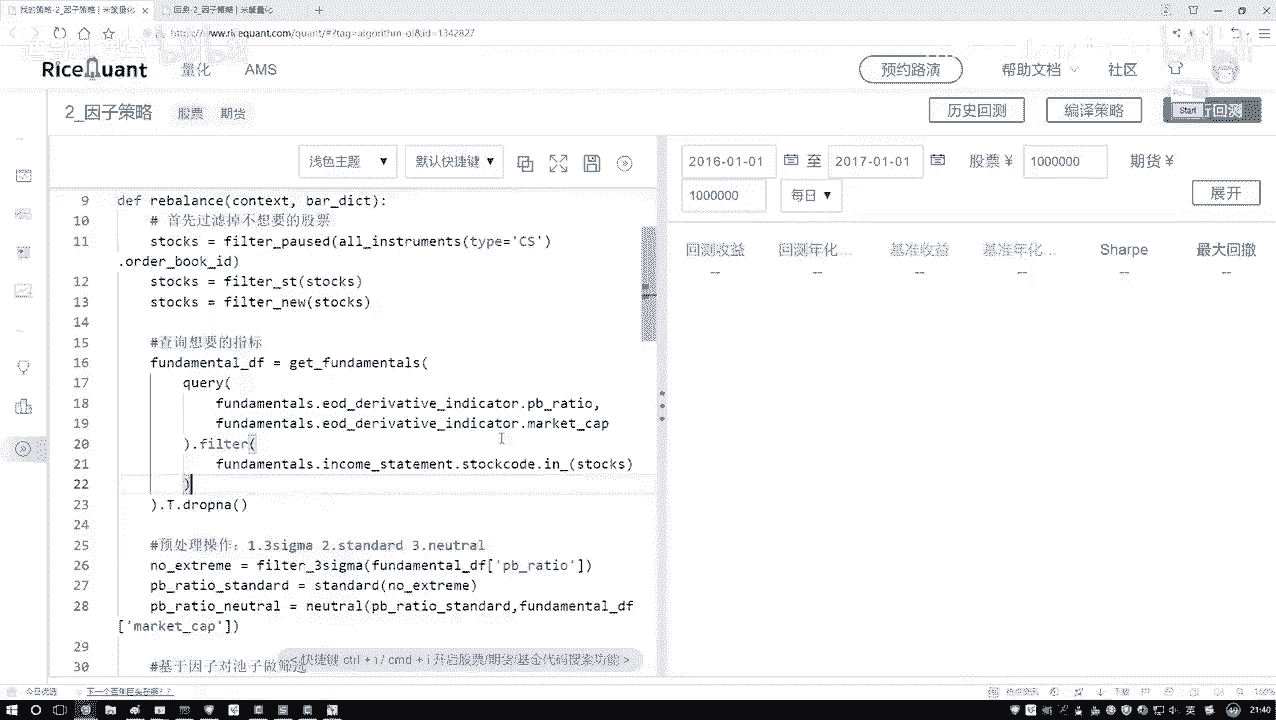 我的策略-2_因子策略 | 米筐量化
回测-2_因子策略 | 米筐量化
https://www.ricequant.com/quant/#?tag=algorithm-ol&id=1342827
RiceQuant
量化
AMS
预约路演
帮助文档
社区
2_因子策略
股票
期货
历史回测
编译策略
Start
回测
浅色主题
默认快捷键
2016-01-01
至
2017-01-01
股票 ¥
1000000
期货 ¥
1000000
每日
展开
回测收益
回测年化...
基准收益
基准年化...
Sharpe
最大回撤
--
--
--
--
--
--
9 def rebalance(context, bar_dict):
10 # 首先过滤掉不想要的股票
11 stocks = filter_paused(all_instruments(type='CS')
.order_book_id)
12 stocks = filter_st(stocks)
13 stocks = filter_new(stocks)
14
15 #查询想要的指标
16 fundamental_df = get_fundamentals(
17 query(
18 fundamentals.eod_derivative_indicator.pb_ratio,
19 fundamentals.eod_derivative_indicator.market_cap
20 ).filter(
21 fundamentals.income_statement.stockcode.in_(stocks)
22 )
23 ).T.dropna()
24
25 #预处理操作：1.3sigma 2.standard 3.neutral
26 no_extreme = filter_3sigma(fundamental_df['pb_ratio'])
27 pb_ratio_standard = standard(no_extreme)
28 pb_ratio_neutral = neutral(pb_ratio_standard,fundamental_df
['market_cap'])
29
30 #基于因子对池子做筛选
< 快捷键 ctrl + i / cmd + i 开启股票/期货/基金代码搜索功能 >
今日优选
100%
英
21:40